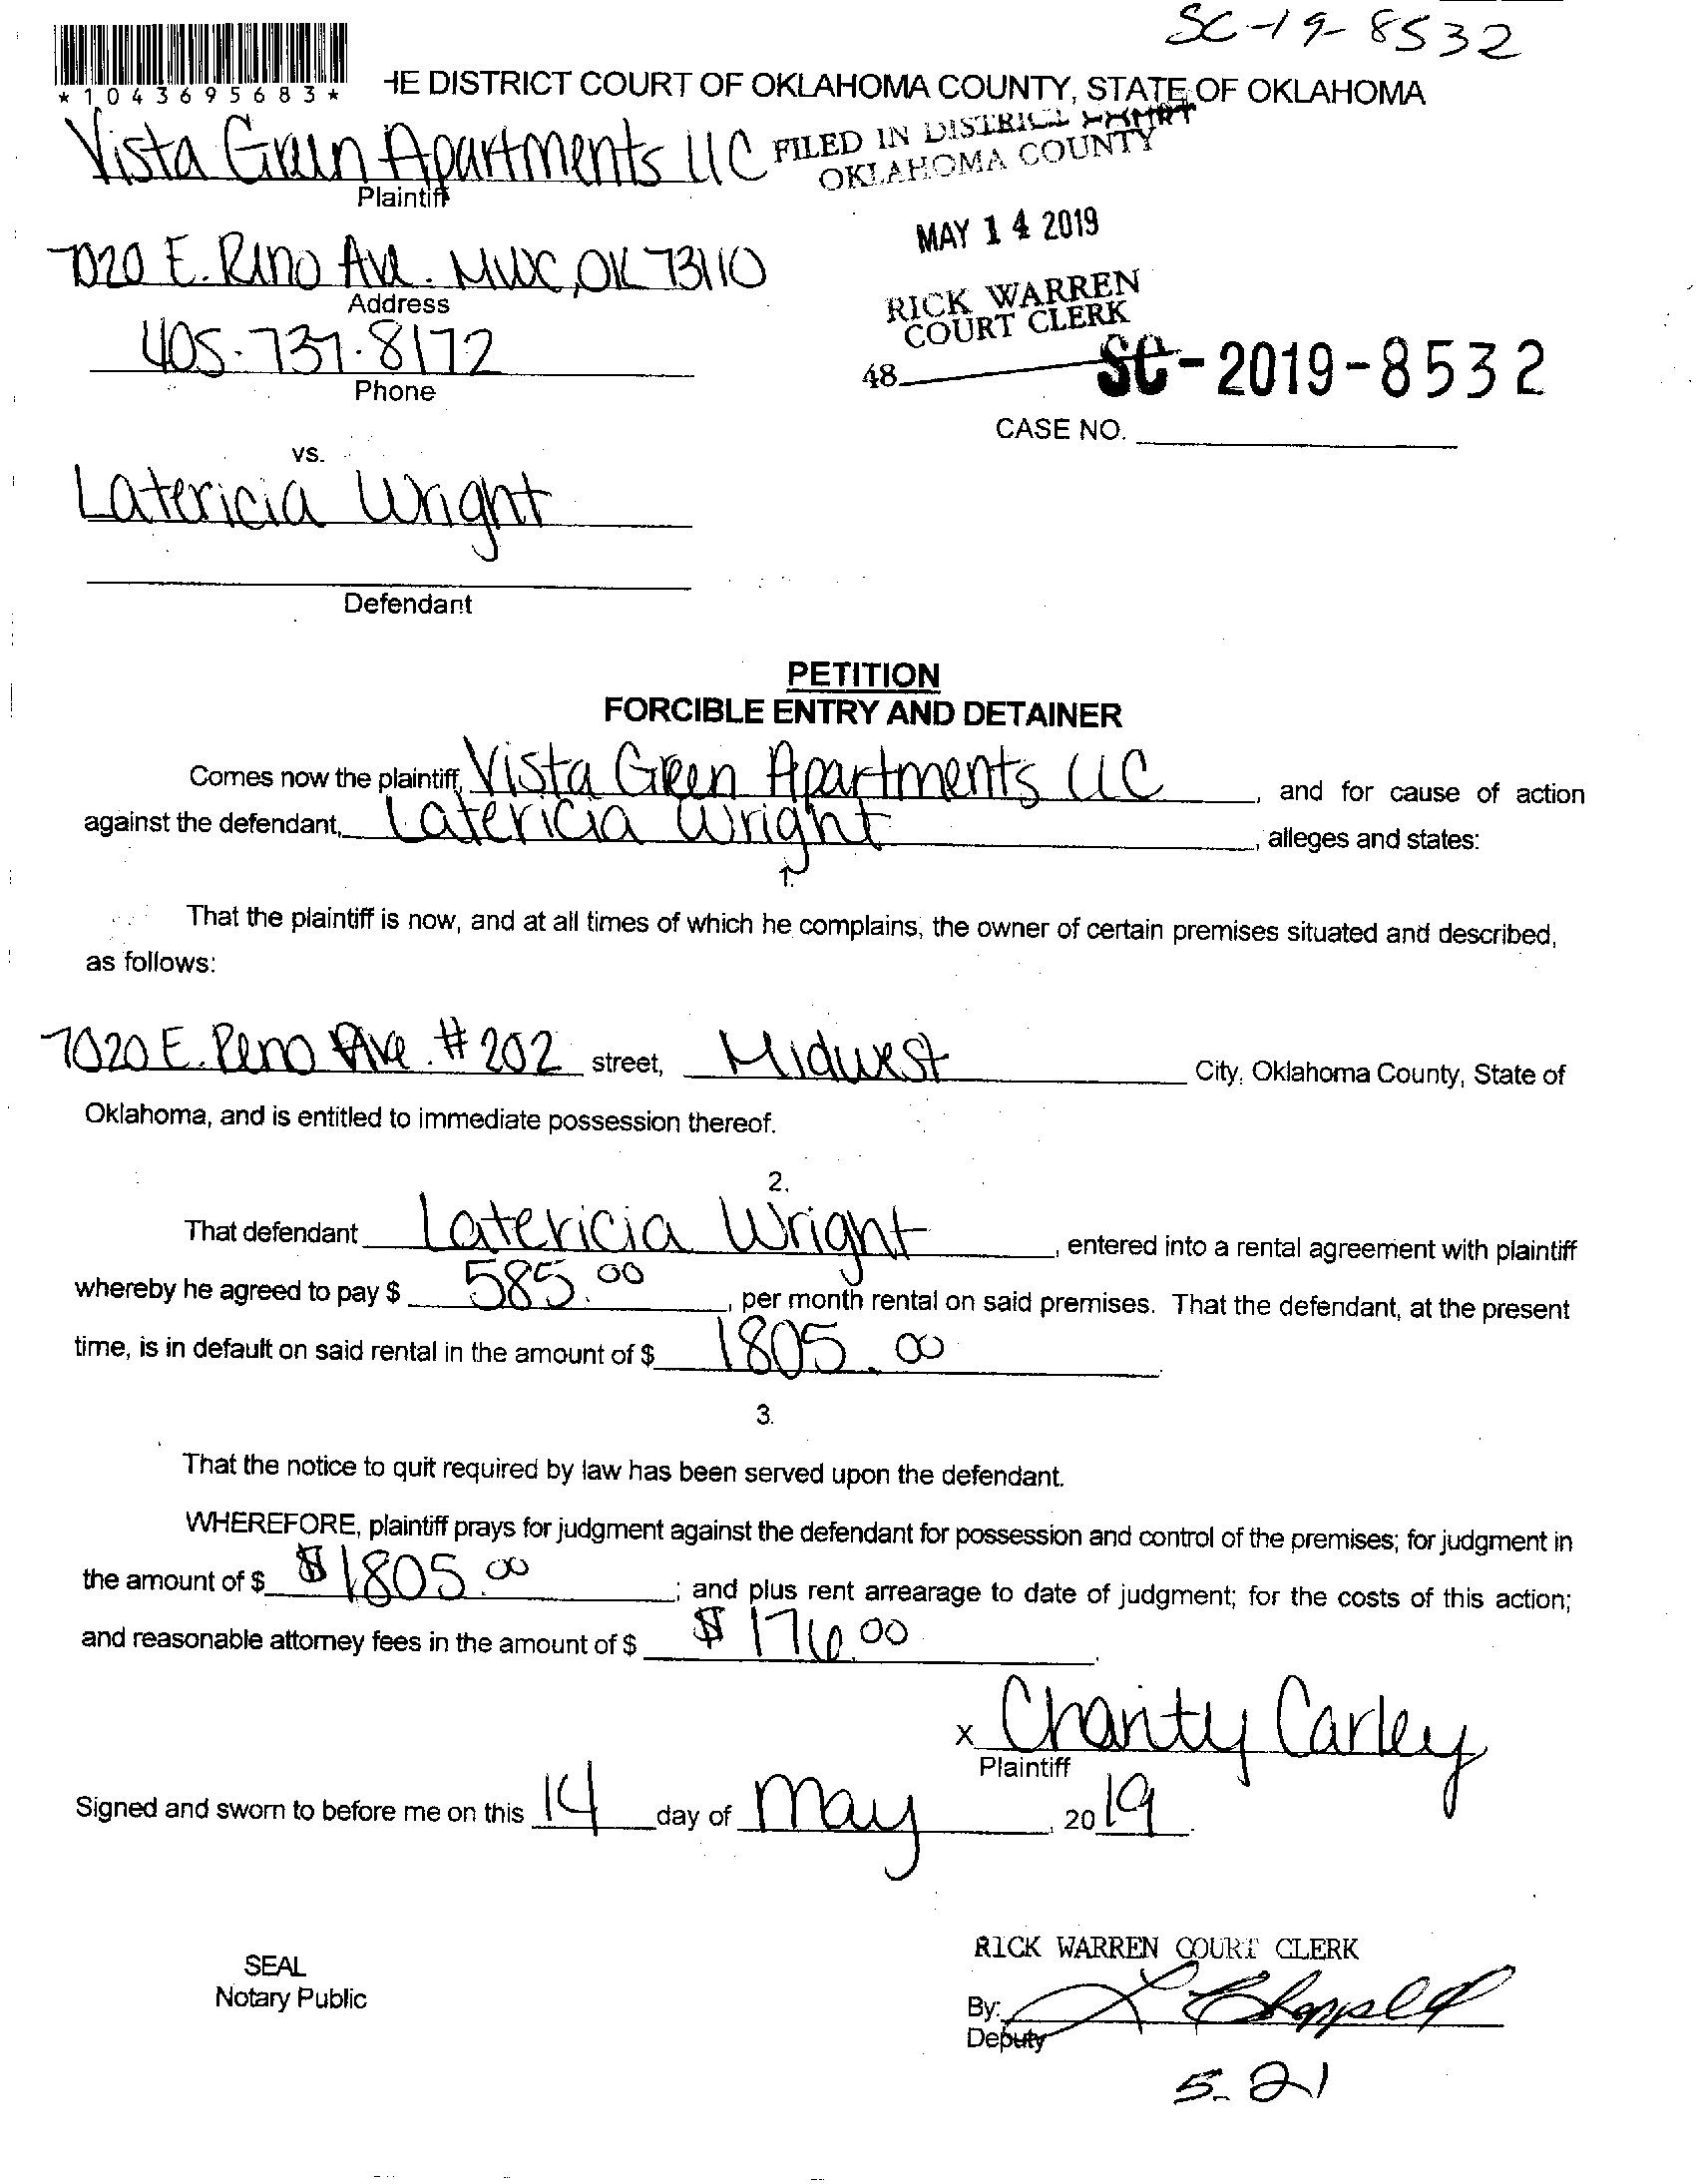 SC-19-8532
*1043695683*
HE DISTRICT COURT OF OKLAHOMA COUNTY, STATE OF OKLAHOMA
Vista Green Apartments LLC
Plaintiff
FILED IN DISTRICT COURT
OKLAHOMA COUNTY
MAY 14 2019
RICK WARREN
COURT CLERK
48
SC-2019-8532
CASE NO.
7020 E. Reno Ave. MWC, OK 73110
Address
405-737-8172
Phone
vs.
Latericia Wright
Defendant
PETITION
FORCIBLE ENTRY AND DETAINER
Comes now the plaintiff, Vista Green Apartments LLC, and for cause of action
against the defendant, Latericia Wright, alleges and states:
1.
That the plaintiff is now, and at all times of which he complains, the owner of certain premises situated and described,
as follows:
7020 E. Reno Ave. #202 street, Midwest City, Oklahoma County, State of
Oklahoma, and is entitled to immediate possession thereof.
2.
That defendant Latericia Wright, entered into a rental agreement with plaintiff
whereby he agreed to pay $ 585.00, per month rental on said premises. That the defendant, at the present
time, is in default on said rental in the amount of $ 1805.00.
3.
That the notice to quit required by law has been served upon the defendant.
WHEREFORE, plaintiff prays for judgment against the defendant for possession and control of the premises; for judgment in
the amount of $ $1805.00; and plus rent arrearage to date of judgment; for the costs of this action;
and reasonable attorney fees in the amount of $ $176.00.
x Charity Carley
Plaintiff
Signed and sworn to before me on this 14 day of May, 2019.
SEAL
Notary Public
RICK WARREN COURT CLERK
By:
Deputy
5-21